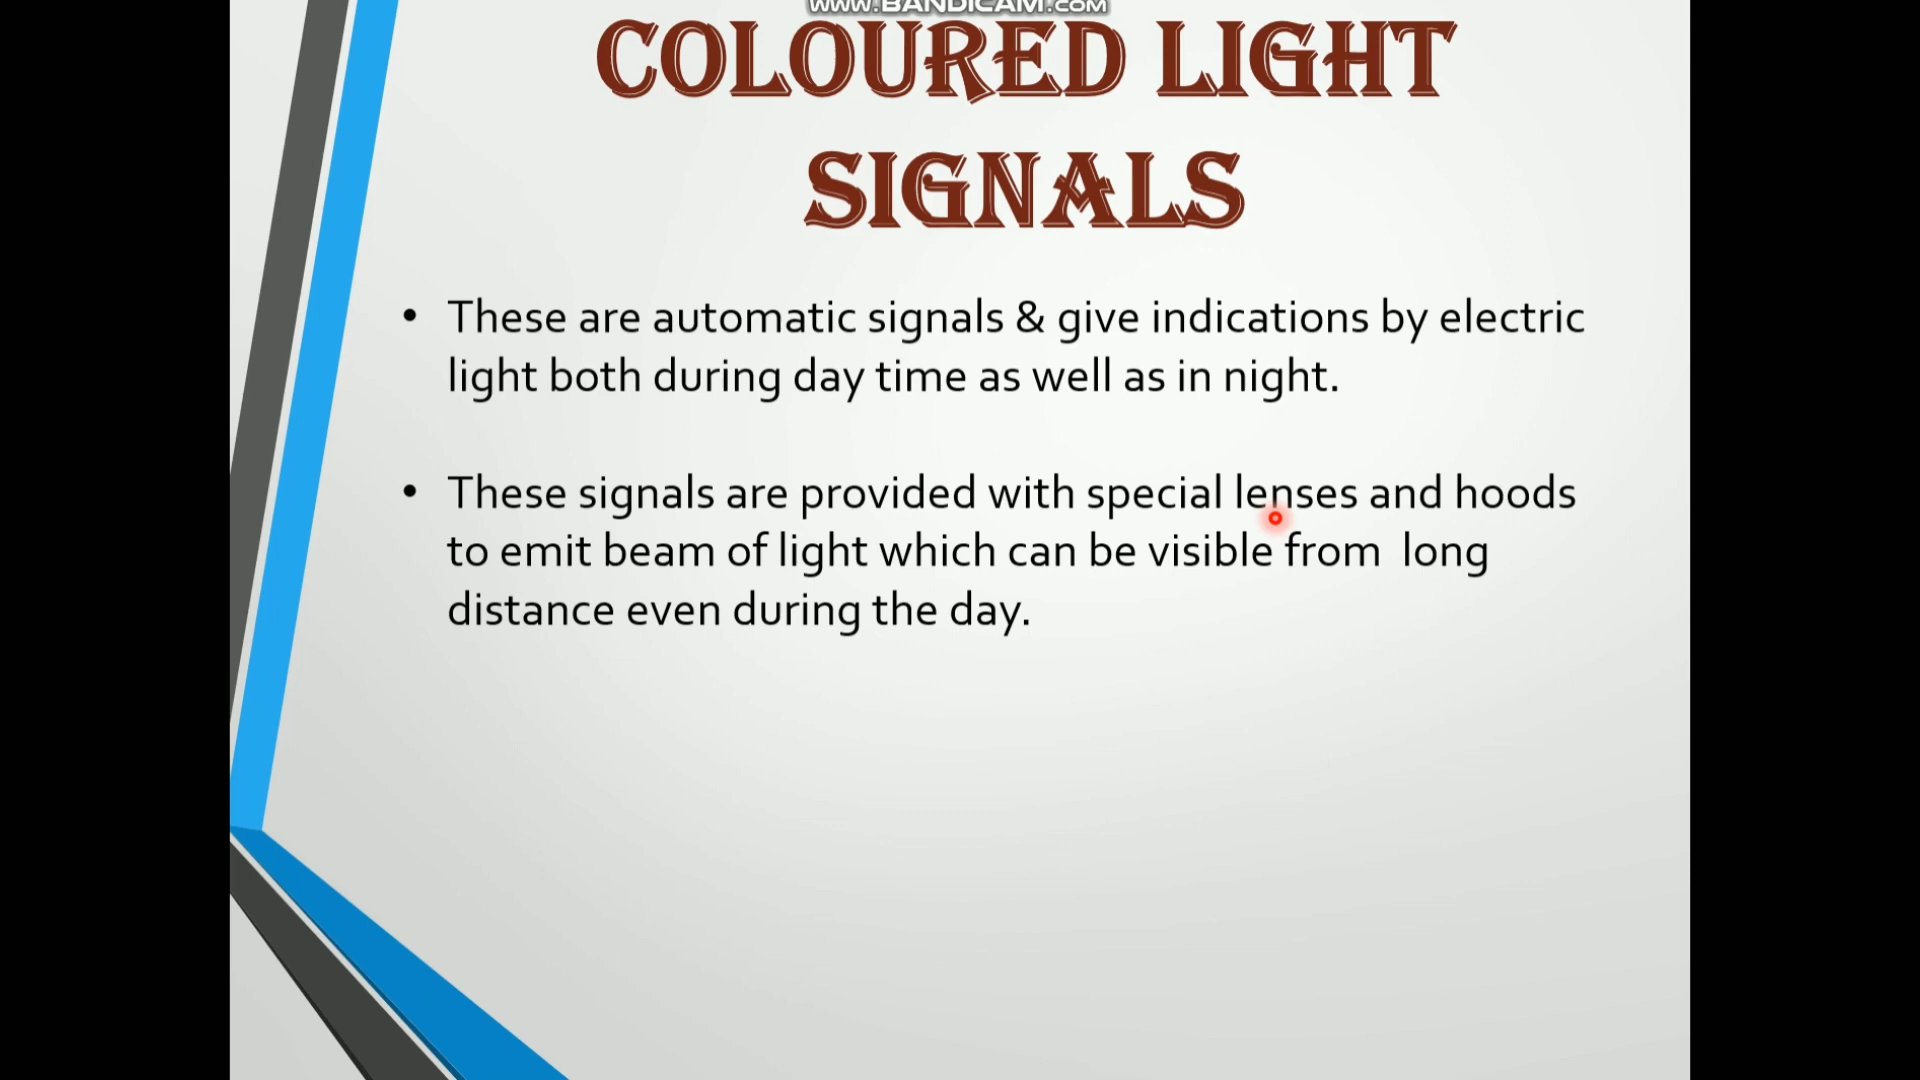 www.BANDICAM.com
COLOURED LIGHT
SIGNALS
• These are automatic signals & give indications by electric
light both during day time as well as in night.
• These signals are provided with special lenses and hoods
to emit beam of light which can be visible from long
distance even during the day.